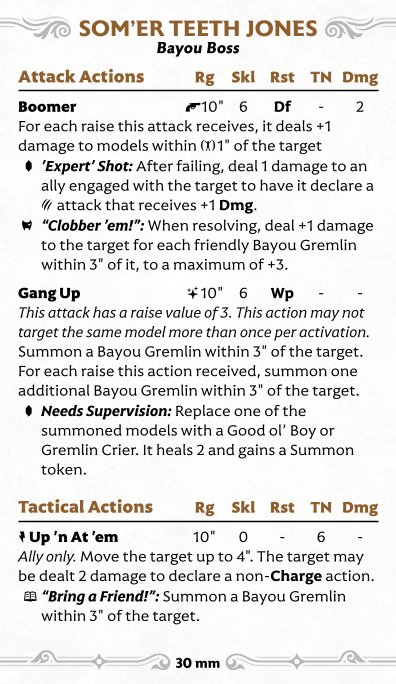 SOM'ER TEETH JONES
Bayou Boss
Attack Actions Rg Skl Rst TN Dmg
Boomer 10" 6 Df - 2
For each raise this attack receives, it deals +1
damage to models within 1" of the target
'Expert' Shot: After failing, deal 1 damage to an
ally engaged with the target to have it declare a
attack that receives +1 Dmg.
"Clobber 'em!": When resolving, deal +1 damage
to the target for each friendly Bayou Gremlin
within 3" of it, to a maximum of +3.
Gang Up 10" 6 Wp - -
This attack has a raise value of 3. This action may not
target the same model more than once per activation.
Summon a Bayou Gremlin within 3" of the target.
For each raise this action received, summon one
additional Bayou Gremlin within 3" of the target.
Needs Supervision: Replace one of the
summoned models with a Good ol' Boy or
Gremlin Crier. It heals 2 and gains a Summon
token.
Tactical Actions Rg Skl Rst TN Dmg
Up 'n At 'em 10" 0 - 6 -
Ally only. Move the target up to 4". The target may
be dealt 2 damage to declare a non-Charge action.
"Bring a Friend!": Summon a Bayou Gremlin
within 3" of the target.
30 mm